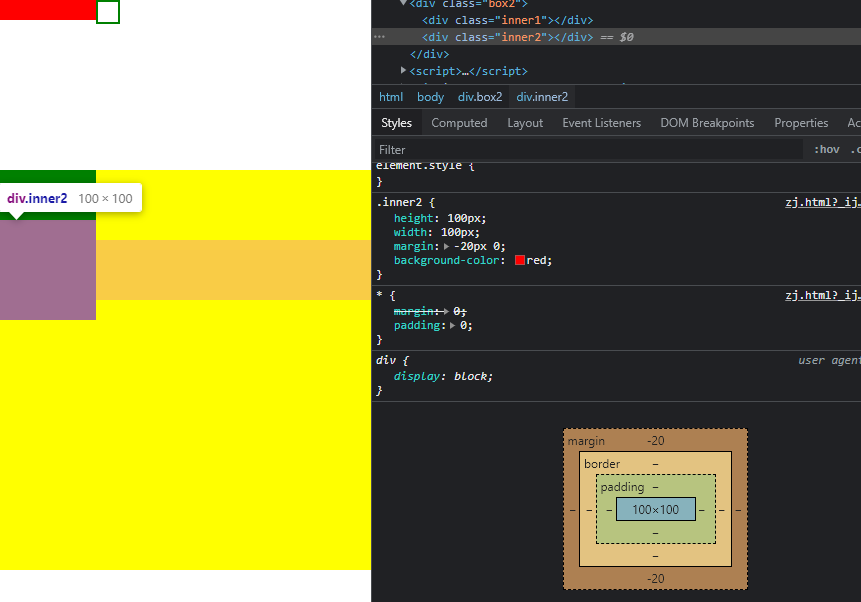 ▼<div class="box2">
<div class="inner1"></div>
··· <div class="inner2"></div> == $0
</div>
▶<script>…</script>
html body div.box2 div.inner2
Styles Computed Layout Event Listeners DOM Breakpoints Properties Ac
Filter :hov .c
element.style {
}
.inner2 { zj.html?_ij…
height: 100px;
width: 100px;
margin:▶ -20px 0;
background-color: red;
}
* { zj.html?_ij…
margin:▶ 0;
padding:▶ 0;
}
div { user agent
display: block;
}
div.inner2 100 × 100
margin -20
border –
padding –
– – – 100×100 – – –
–
–
-20